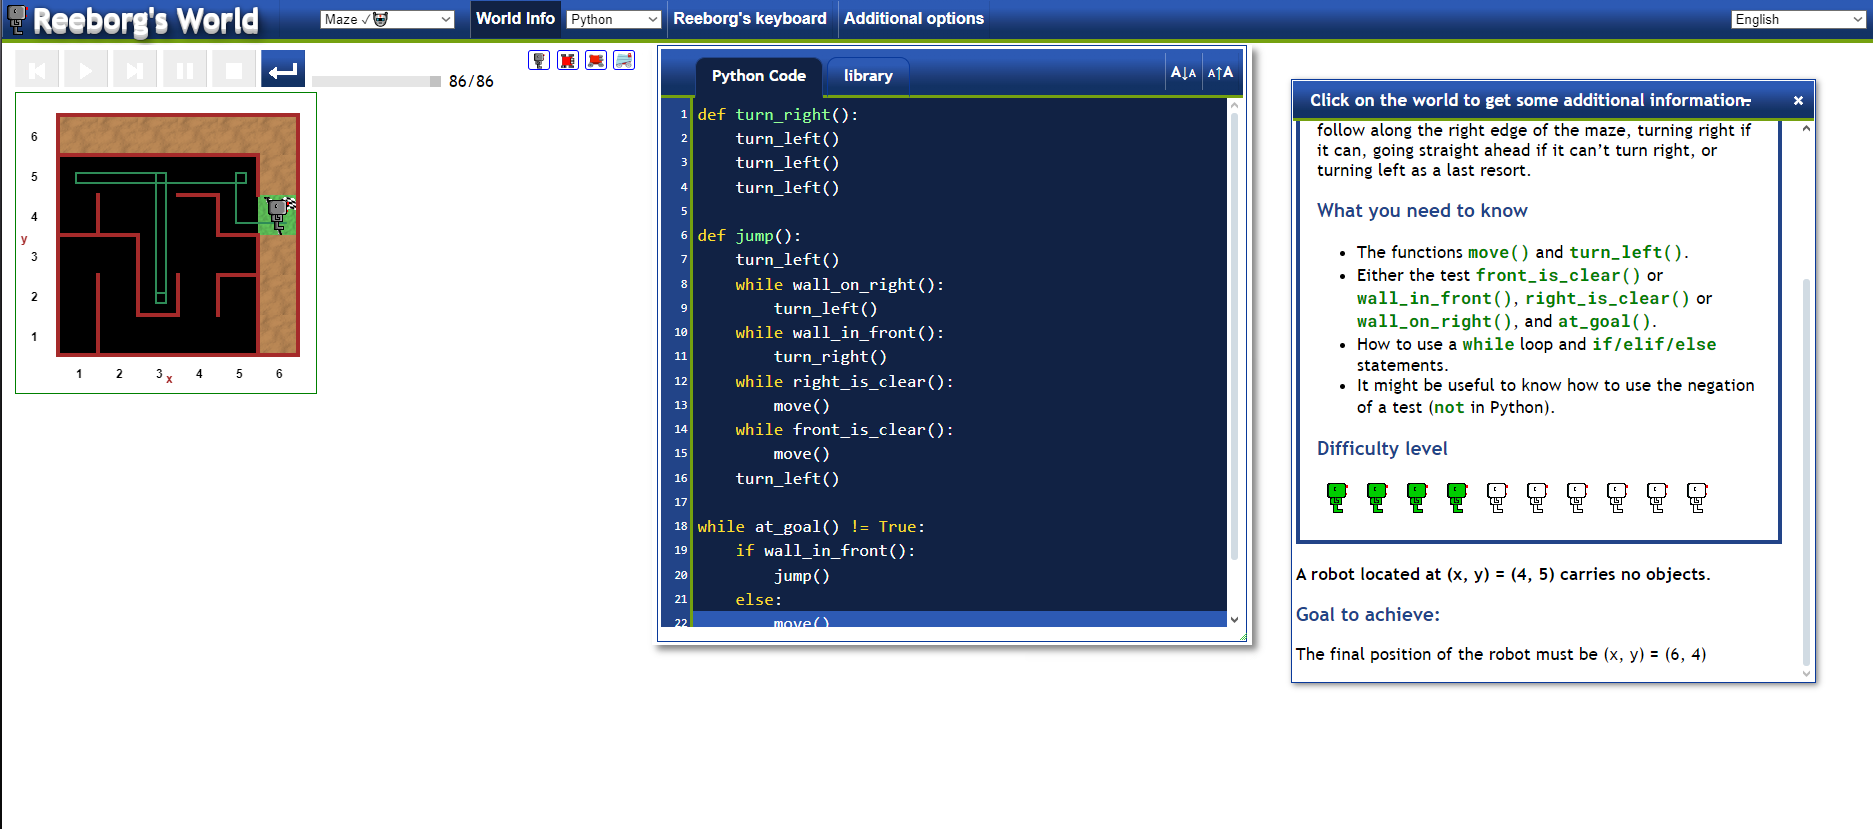 Reeborg's World
Maze ✓
World Info
Python
Reeborg's keyboard
Additional options
English
86/86
6
5
4
y
3
2
1
1 2 3 x 4 5 6
Python Code
library
A↓A A↑A
1 def turn_right():
2     turn_left()
3     turn_left()
4     turn_left()
5
6 def jump():
7     turn_left()
8     while wall_on_right():
9         turn_left()
10     while wall_in_front():
11         turn_right()
12     while right_is_clear():
13         move()
14     while front_is_clear():
15         move()
16     turn_left()
17
18 while at_goal() != True:
19     if wall_in_front():
20         jump()
21     else:
22         move()
Click on the world to get some additional information. ×
follow along the right edge of the maze, turning right if
it can, going straight ahead if it can’t turn right, or
turning left as a last resort.
What you need to know
• The functions move() and turn_left().
• Either the test front_is_clear() or
wall_in_front(), right_is_clear() or
wall_on_right(), and at_goal().
• How to use a while loop and if/elif/else
statements.
• It might be useful to know how to use the negation
of a test (not in Python).
Difficulty level
A robot located at (x, y) = (4, 5) carries no objects.
Goal to achieve:
The final position of the robot must be (x, y) = (6, 4)